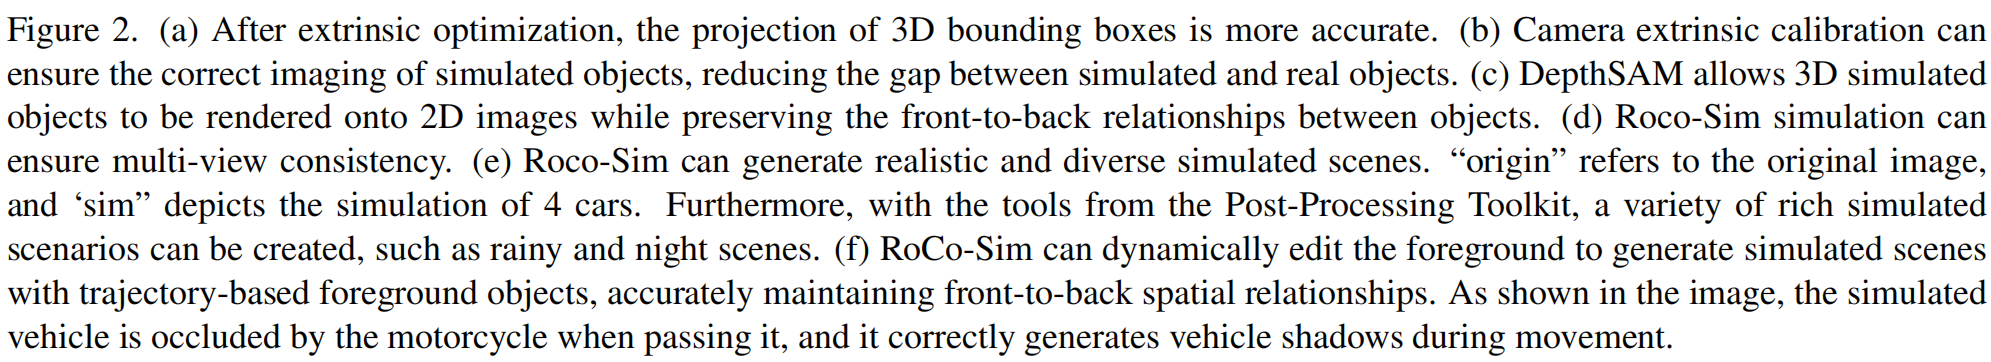 Figure 2. (a) After extrinsic optimization, the projection of 3D bounding boxes is more accurate. (b) Camera extrinsic calibration can
ensure the correct imaging of simulated objects, reducing the gap between simulated and real objects. (c) DepthSAM allows 3D simulated
objects to be rendered onto 2D images while preserving the front-to-back relationships between objects. (d) Roco-Sim simulation can
ensure multi-view consistency. (e) Roco-Sim can generate realistic and diverse simulated scenes. “origin” refers to the original image,
and ‘sim” depicts the simulation of 4 cars. Furthermore, with the tools from the Post-Processing Toolkit, a variety of rich simulated
scenarios can be created, such as rainy and night scenes. (f) RoCo-Sim can dynamically edit the foreground to generate simulated scenes
with trajectory-based foreground objects, accurately maintaining front-to-back spatial relationships. As shown in the image, the simulated
vehicle is occluded by the motorcycle when passing it, and it correctly generates vehicle shadows during movement.